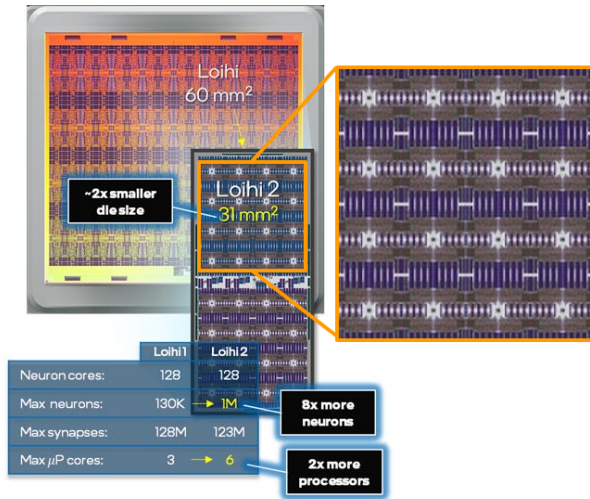 Loihi
60 mm²
~2x smaller
die size
Loihi 2
31 mm²
Loihi 1 Loihi 2
Neuron cores: 128 128
Max neurons: 130K → 1M
8x more
neurons
Max synapses: 128M 123M
Max µP cores: 3 → 6
2x more
processors